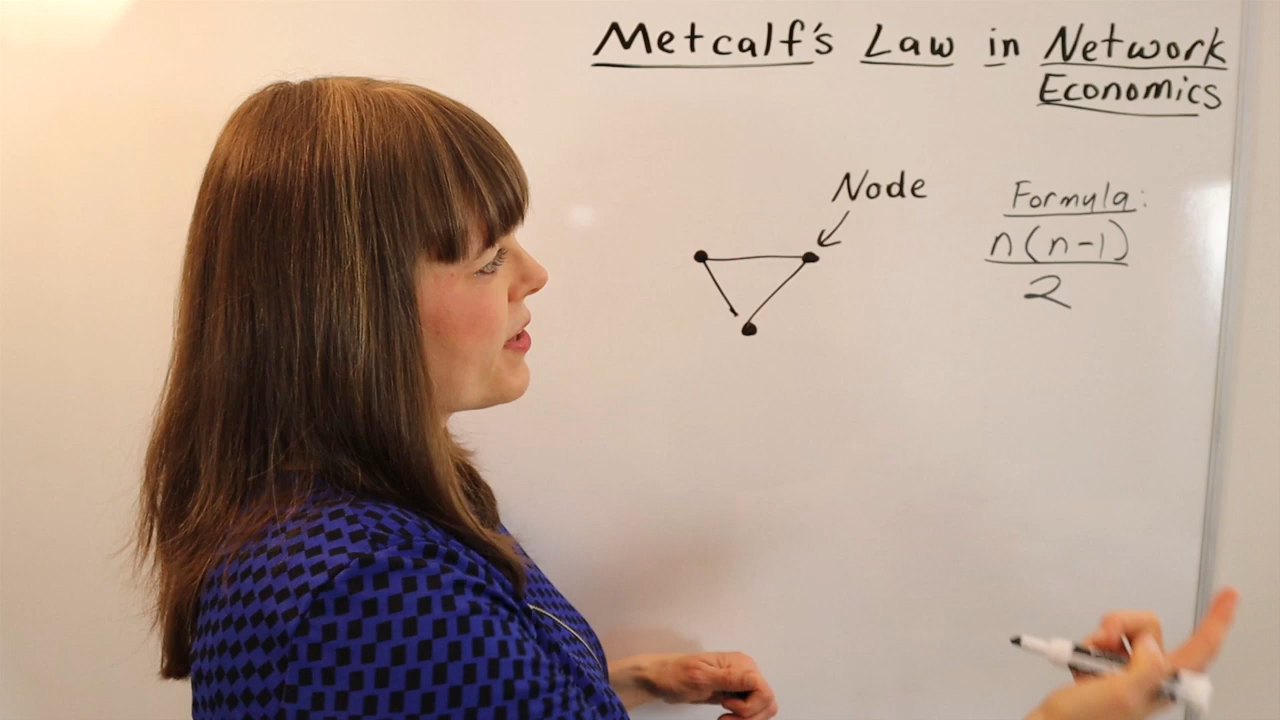 Metcalf's Law in Network
Economics
Node
Formula:
n(n-1)
2